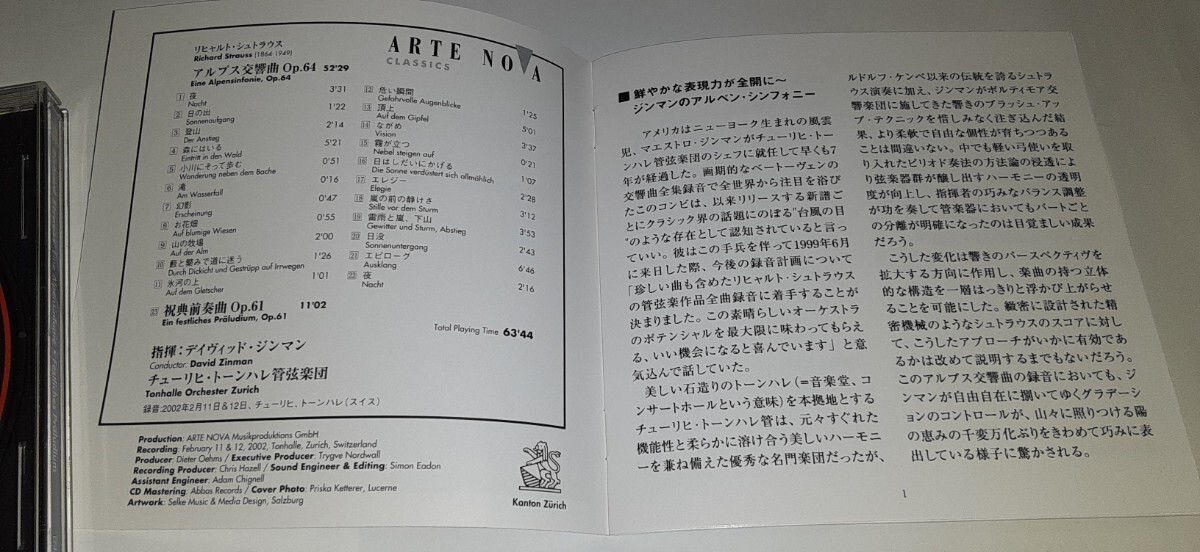 ARTE NOVA
CLASSICS
リヒャルト・シュトラウス
Richard Strauss (1864-1949)
アルプス交響曲 Op.64 52'29
Eine Alpensinfonie, Op.64
1 夜 3'31
Nacht
2 日の出 1'22
Sonnenaufgang
3 登山 2'14
Der Anstieg
4 森にはいる 5'21
Eintritt in den Wald
5 小川にそって歩む 0'51
Wanderung neben dem Bache
6 滝 0'16
Am Wasserfall
7 幻影 0'47
Erscheinung
8 お花畑 0'55
Auf blumige Wiesen
9 山の牧場 2'00
Auf der Alm
10 藪と繁みで道に迷う 1'26
Durch Dickicht und Gestrüpp auf Irrwegen
11 氷河の上 1'01
Auf dem Gletscher
12 危い瞬間 1'25
Gefahrvolle Augenblicke
13 頂上 5'01
Auf dem Gipfel
14 ながめ 3'37
Vision
15 霧が立つ 0'21
Nebel steigen auf
16 日はしだいにかげる 1'02
Die Sonne verdüstert sich allmählich
17 エレジー 2'28
Elegie
18 嵐の前の静けさ 3'12
Stille vor dem Sturm
19 雷雨と嵐、下山 3'53
Gewitter und Sturm, Abstieg
20 日没 2'43
Sonnenuntergang
21 エピローグ 6'46
Ausklang
22 夜 2'16
Nacht
23 祝典前奏曲 Op.61 11'02
Ein festliches Präludium, Op.61
Total Playing Time 63'44
指揮：デイヴィッド・ジンマン
Conductor: David Zinman
チューリヒ・トーンハレ管弦楽団
Tonhalle Orchester Zurich
録音：2002年2月11日&12日、チューリヒ、トーンハレ（スイス）
Production: ARTE NOVA Musikproduktions GmbH
Recording: February 11 & 12, 2002, Tonhalle, Zurich, Switzerland
Producer: Dieter Oehms / Executive Producer: Trygve Nordwall
Recording Producer: Chris Hazell / Sound Engineer & Editing: Simon Eadon
Assistant Engineer: Adam Chignell
CD Mastering: Abbas Records / Cover Photo: Priska Ketterer, Lucerne
Artwork: Selke Music & Media Design, Salzburg
Kanton Zürich
■ 鮮やかな表現力が全開に〜
ジンマンのアルペン・シンフォニー
アメリカはニューヨーク生まれの風雲
児、マエストロ・ジンマンがチューリヒ・トー
ンハレ管弦楽団のシェフに就任して早くも7
年が経過した。画期的なベートーヴェンの
交響曲全集録音で全世界から注目を浴び
たこのコンビは、以来リリースする新譜ご
とにクラシック界の話題にのぼる"台風の目
"のような存在として認知されていると言っ
ていい。彼はこの手兵を伴って1999年6月
に来日した際、今後の録音計画について
「珍しい曲も含めたリヒャルト・シュトラウス
の管弦楽作品全曲録音に着手することが
決まりました。この素晴らしいオーケストラ
のポテンシャルを最大限に味わってもらえ
る、いい機会になると喜んでいます」と意
気込んで話していた。
美しい石造りのトーンハレ（=音楽堂、コ
ンサートホールという意味）を本拠地とする
チューリヒ・トーンハレ管は、元々すぐれた
機能性と柔らかに溶け合う美しいハーモニ
ーを兼ね備えた優秀な名門楽団だったが、
ルドルフ・ケンペ以来の伝統を誇るシュトラ
ウス演奏に加え、ジンマンがボルティモア交
響楽団に施してきた響きのブラッシュ・アッ
プ・テクニックを惜しみなく注ぎ込んだ結
果、より柔軟で自由な個性が育ちつつある
ことは間違いない。中でも軽い弓使いを取
り入れたピリオド奏法の方法論の浸透によ
り弦楽器群が醸し出すハーモニーの透明
度が向上し、指揮者の巧みなバランス調整
が功を奏して管楽器においてもパートごと
の分離が明確になったのは目覚ましい成果
だろう。
こうした変化は響きのパースペクティヴを
拡大する方向に作用し、楽曲の持つ立体
的な構造を一層はっきりと浮かび上がらせ
ることを可能にした。緻密に設計された精
密機械のようなシュトラウスのスコアに対し
て、こうしたアプローチがいかに有効であ
るかは改めて説明するまでもないだろう。
このアルプス交響曲の録音においても、ジ
ンマンが自由自在に捌いてゆくグラデーシ
ョンのコントロールが、山々に照りつける陽
の恵みの千変万化ぶりをきわめて巧みに表
出している様子に驚かされる。
1